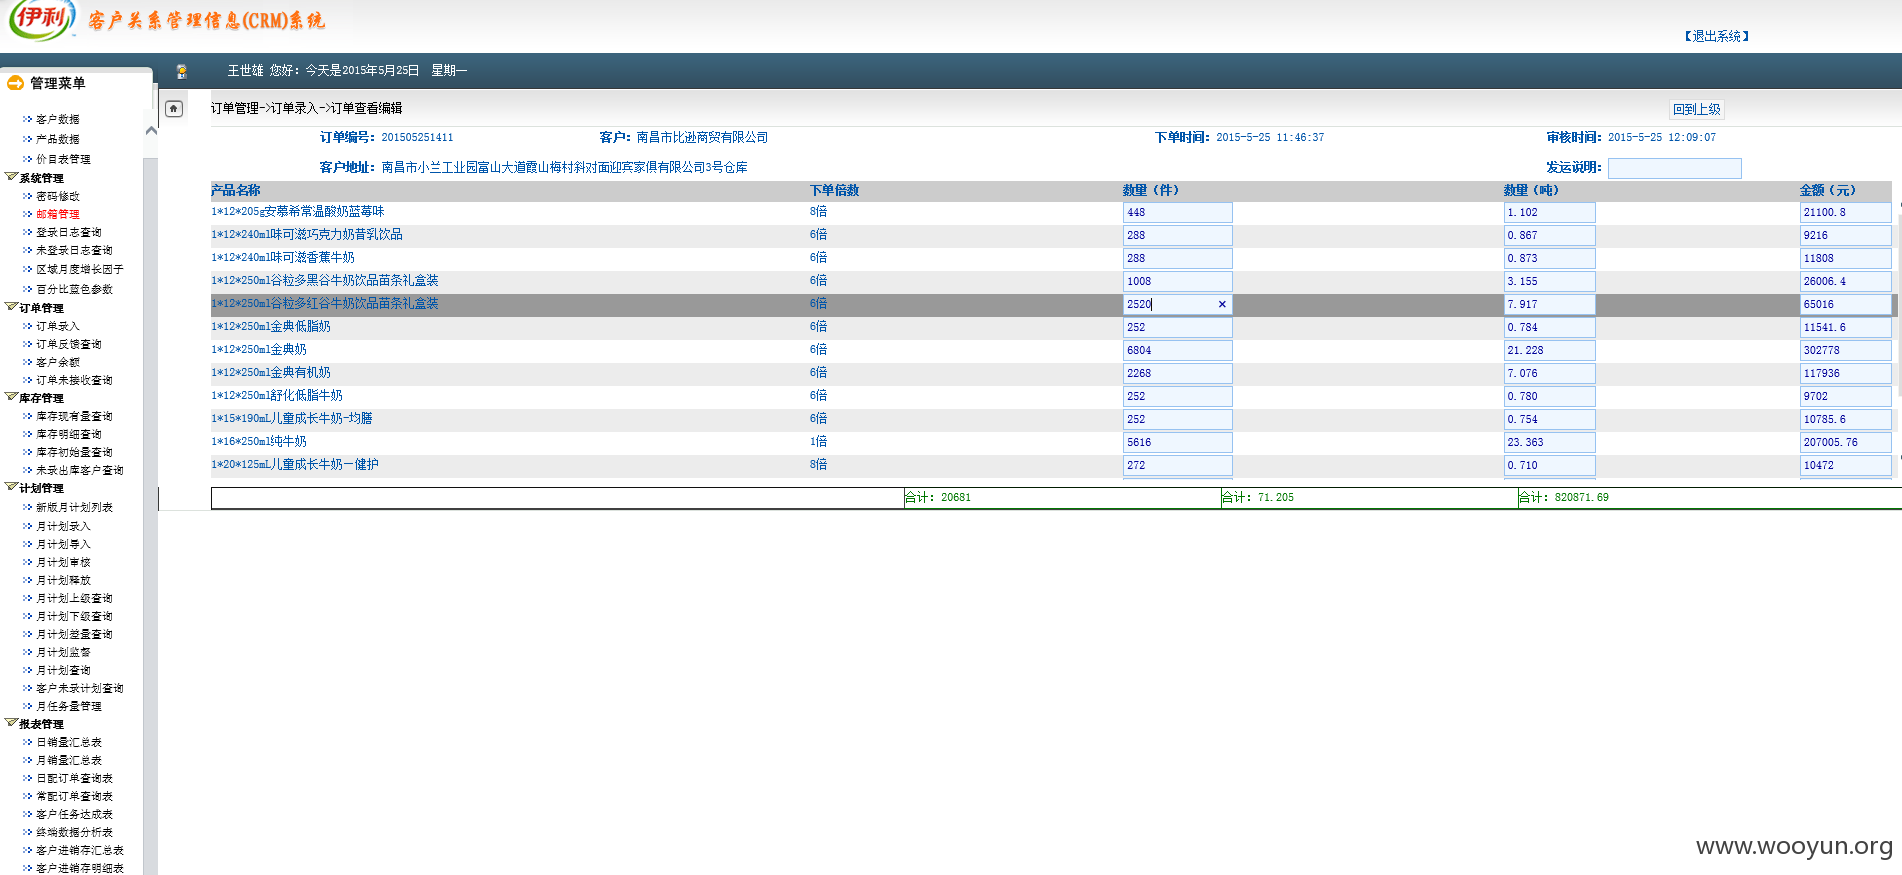 伊利 客户关系管理信息(CRM)系统
【退出系统】
王世雄 您好：今天是2015年5月25日 星期一
管理菜单
客户数据
产品数据
价目表管理
系统管理
密码修改
邮箱管理
登录日志查询
未登录日志查询
区域月度增长因子
百分比蓝色参数
订单管理
订单录入
订单反馈查询
客户余额
订单未接收查询
库存管理
库存现有量查询
库存明细查询
库存初始量查询
未录出库客户查询
计划管理
新版月计划列表
月计划录入
月计划导入
月计划审核
月计划释放
月计划上级查询
月计划下级查询
月计划差量查询
月计划监督
月计划查询
客户未录计划查询
月任务量管理
报表管理
日销量汇总表
月销量汇总表
日配订单查询表
常配订单查询表
客户任务达成表
终端数据分析表
客户进销存汇总表
客户进销存明细表
订单管理->订单录入->订单查看编辑 回到上级
订单编号：201505251411 客户：南昌市比逊商贸有限公司 下单时间：2015-5-25 11:46:37 审核时间：2015-5-25 12:09:07
客户地址：南昌市小兰工业园富山大道霞山梅村斜对面迎宾家俱有限公司3号仓库 发运说明：
产品名称 下单倍数 数量（件） 数量（吨） 金额（元）
1*12*205g安慕希常温酸奶蓝莓味 8倍 448 1.102 21100.8
1*12*240ml味可滋巧克力奶昔乳饮品 6倍 288 0.867 9216
1*12*240ml味可滋香蕉牛奶 6倍 288 0.873 11808
1*12*250ml谷粒多黑谷牛奶饮品苗条礼盒装 6倍 1008 3.155 26006.4
1*12*250ml谷粒多红谷牛奶饮品苗条礼盒装 6倍 2520 × 7.917 65016
1*12*250ml金典低脂奶 6倍 252 0.784 11541.6
1*12*250ml金典奶 6倍 6804 21.228 302778
1*12*250ml金典有机奶 6倍 2268 7.076 117936
1*12*250ml舒化低脂牛奶 6倍 252 0.780 9702
1*15*190mL儿童成长牛奶-均膳 6倍 252 0.754 10785.6
1*16*250ml纯牛奶 1倍 5616 23.363 207005.76
1*20*125mL儿童成长牛奶—健护 8倍 272 0.710 10472
合计：20681 合计：71.205 合计：820871.69
www.wooyun.org